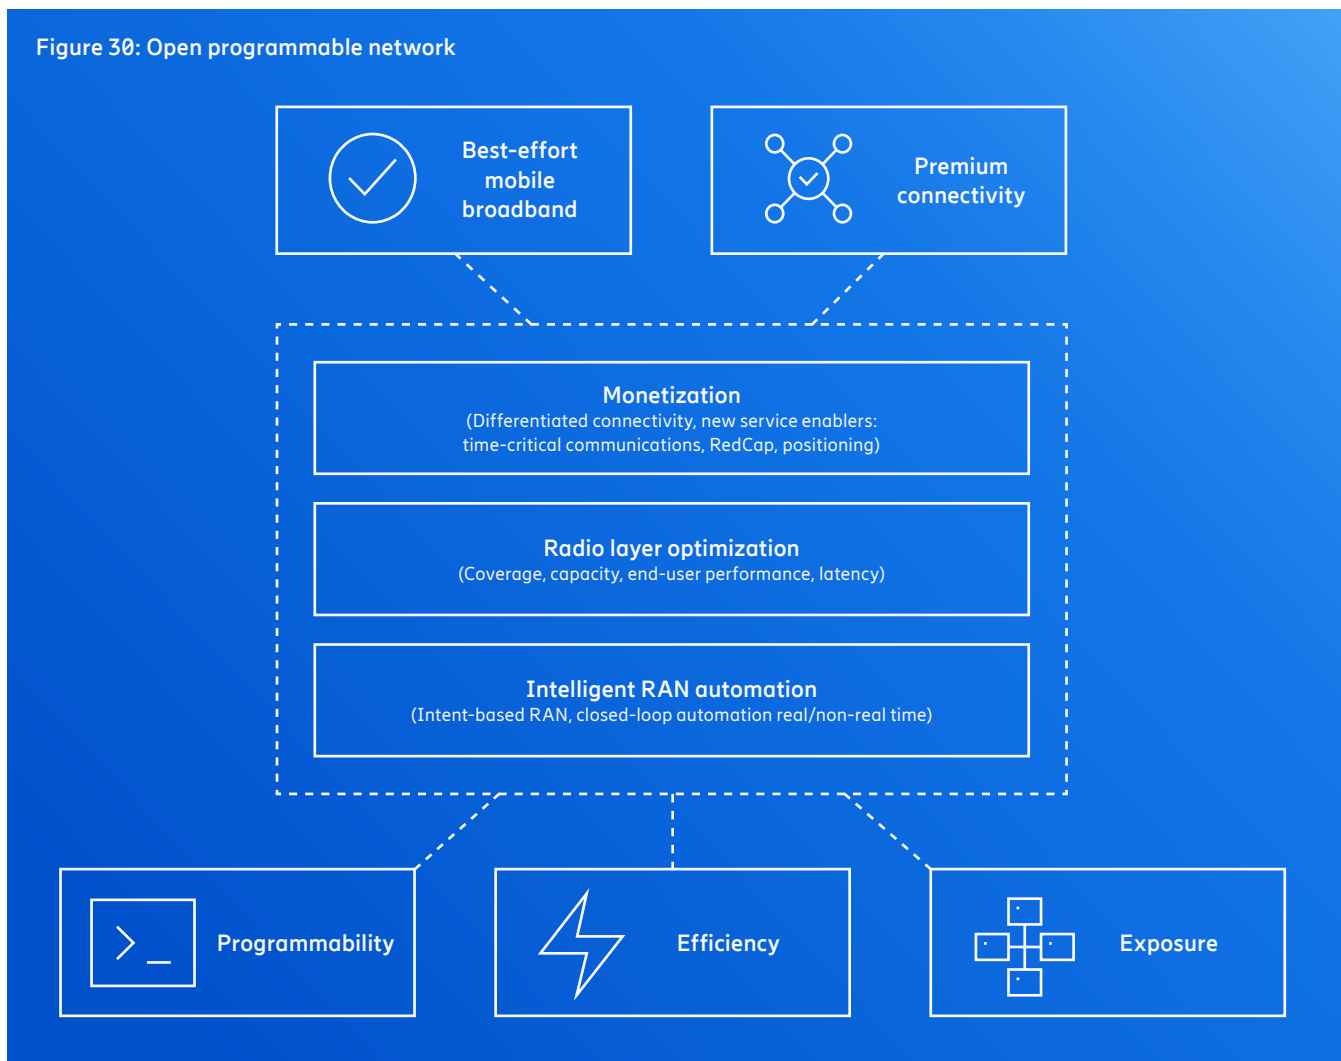 Figure 30: Open programmable network
Best-effort
mobile
broadband
Premium
connectivity
Monetization
(Differentiated connectivity, new service enablers:
time-critical communications, RedCap, positioning)
Radio layer optimization
(Coverage, capacity, end-user performance, latency)
Intelligent RAN automation
(Intent-based RAN, closed-loop automation real/non-real time)
Programmability
Efficiency
Exposure